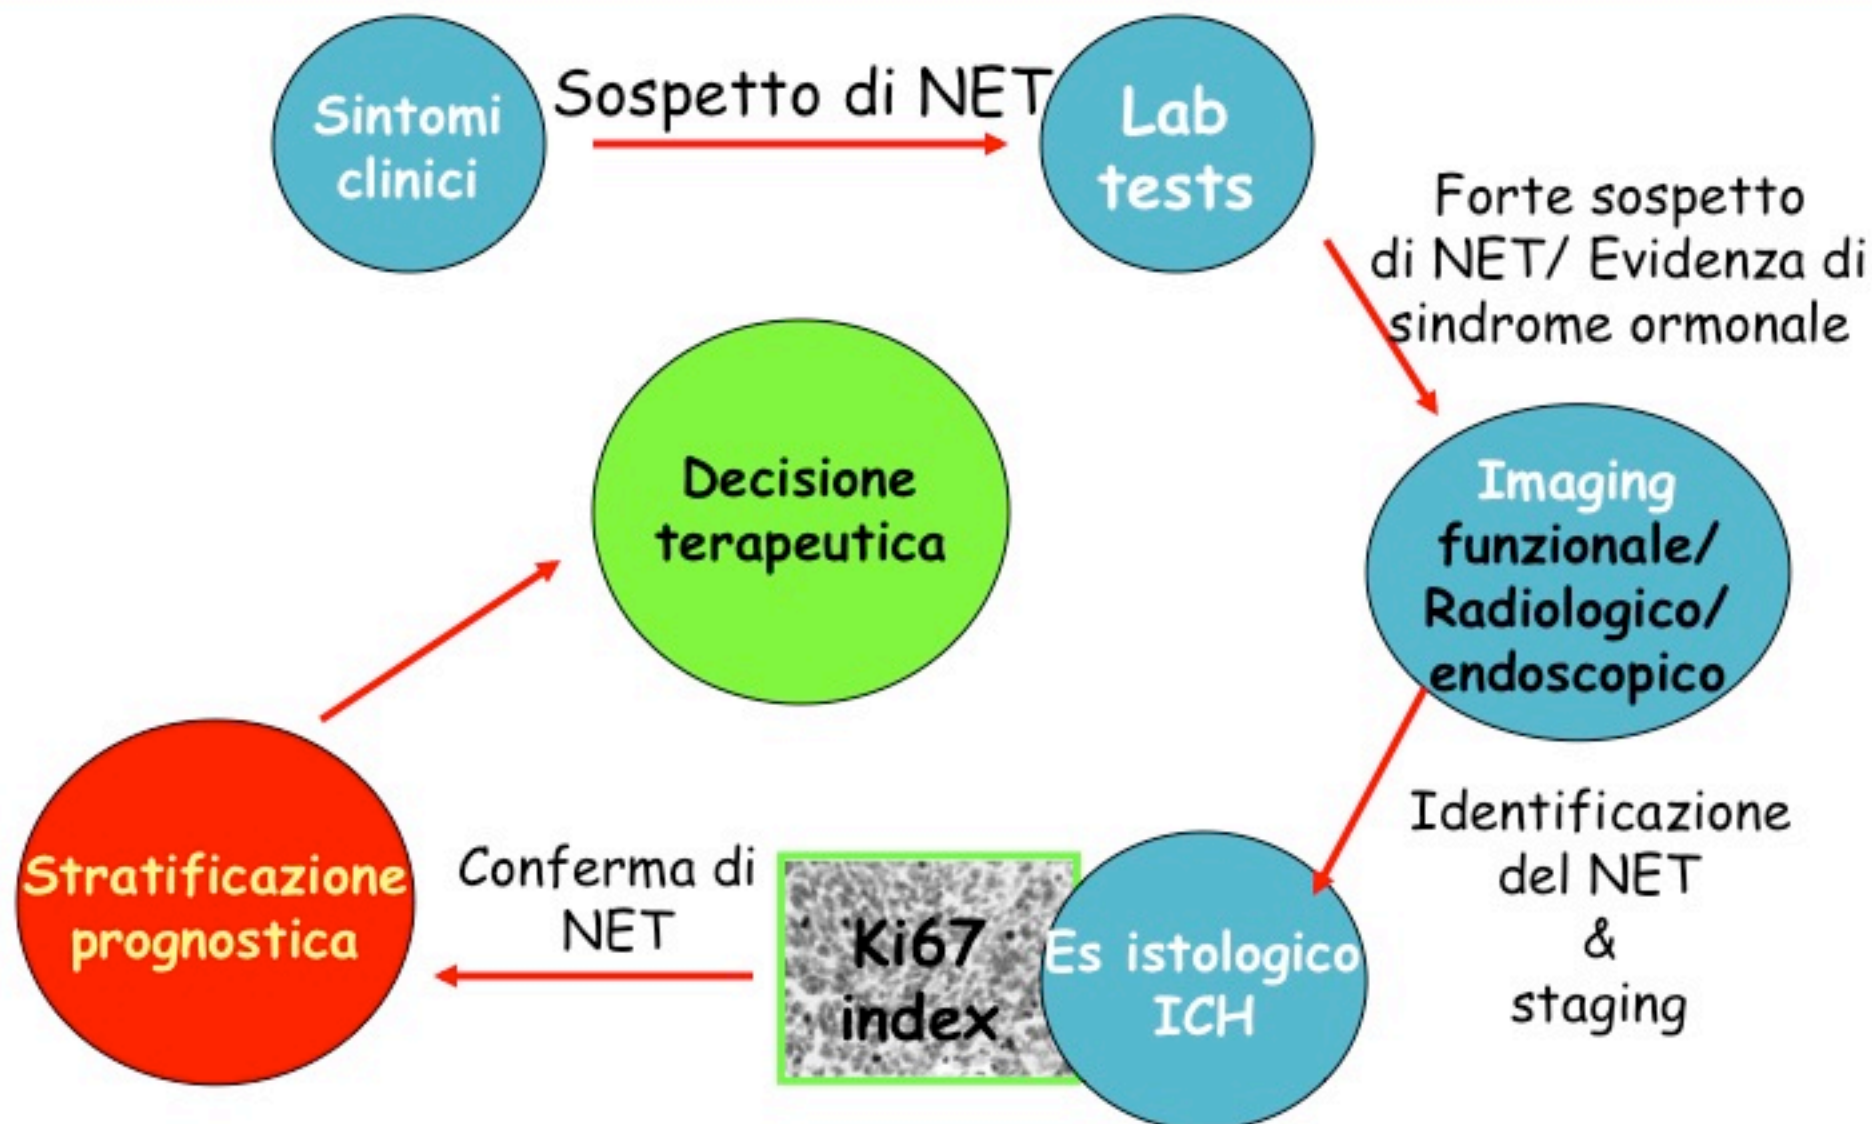 Sintomi
clinici
Sospetto di NET
Lab
tests
Forte sospetto
di NET/ Evidenza di
sindrome ormonale
Imaging
funzionale/
Radiologico/
endoscopico
Identificazione
del NET
&
staging
Es istologico
ICH
Ki67
index
Conferma di
NET
Stratificazione
prognostica
Decisione
terapeutica